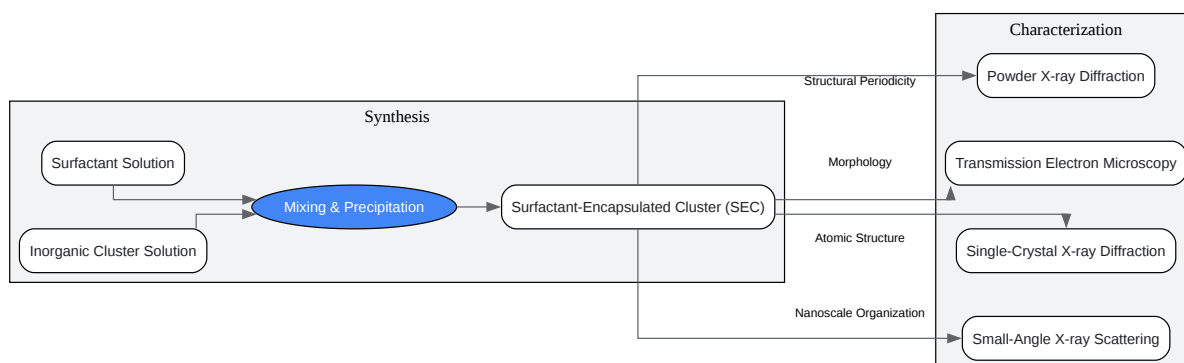 Synthesis
Surfactant Solution
Inorganic Cluster Solution
Mixing & Precipitation
Surfactant-Encapsulated Cluster (SEC)
Structural Periodicity
Morphology
Atomic Structure
Nanoscale Organization
Characterization
Powder X-ray Diffraction
Transmission Electron Microscopy
Single-Crystal X-ray Diffraction
Small-Angle X-ray Scattering